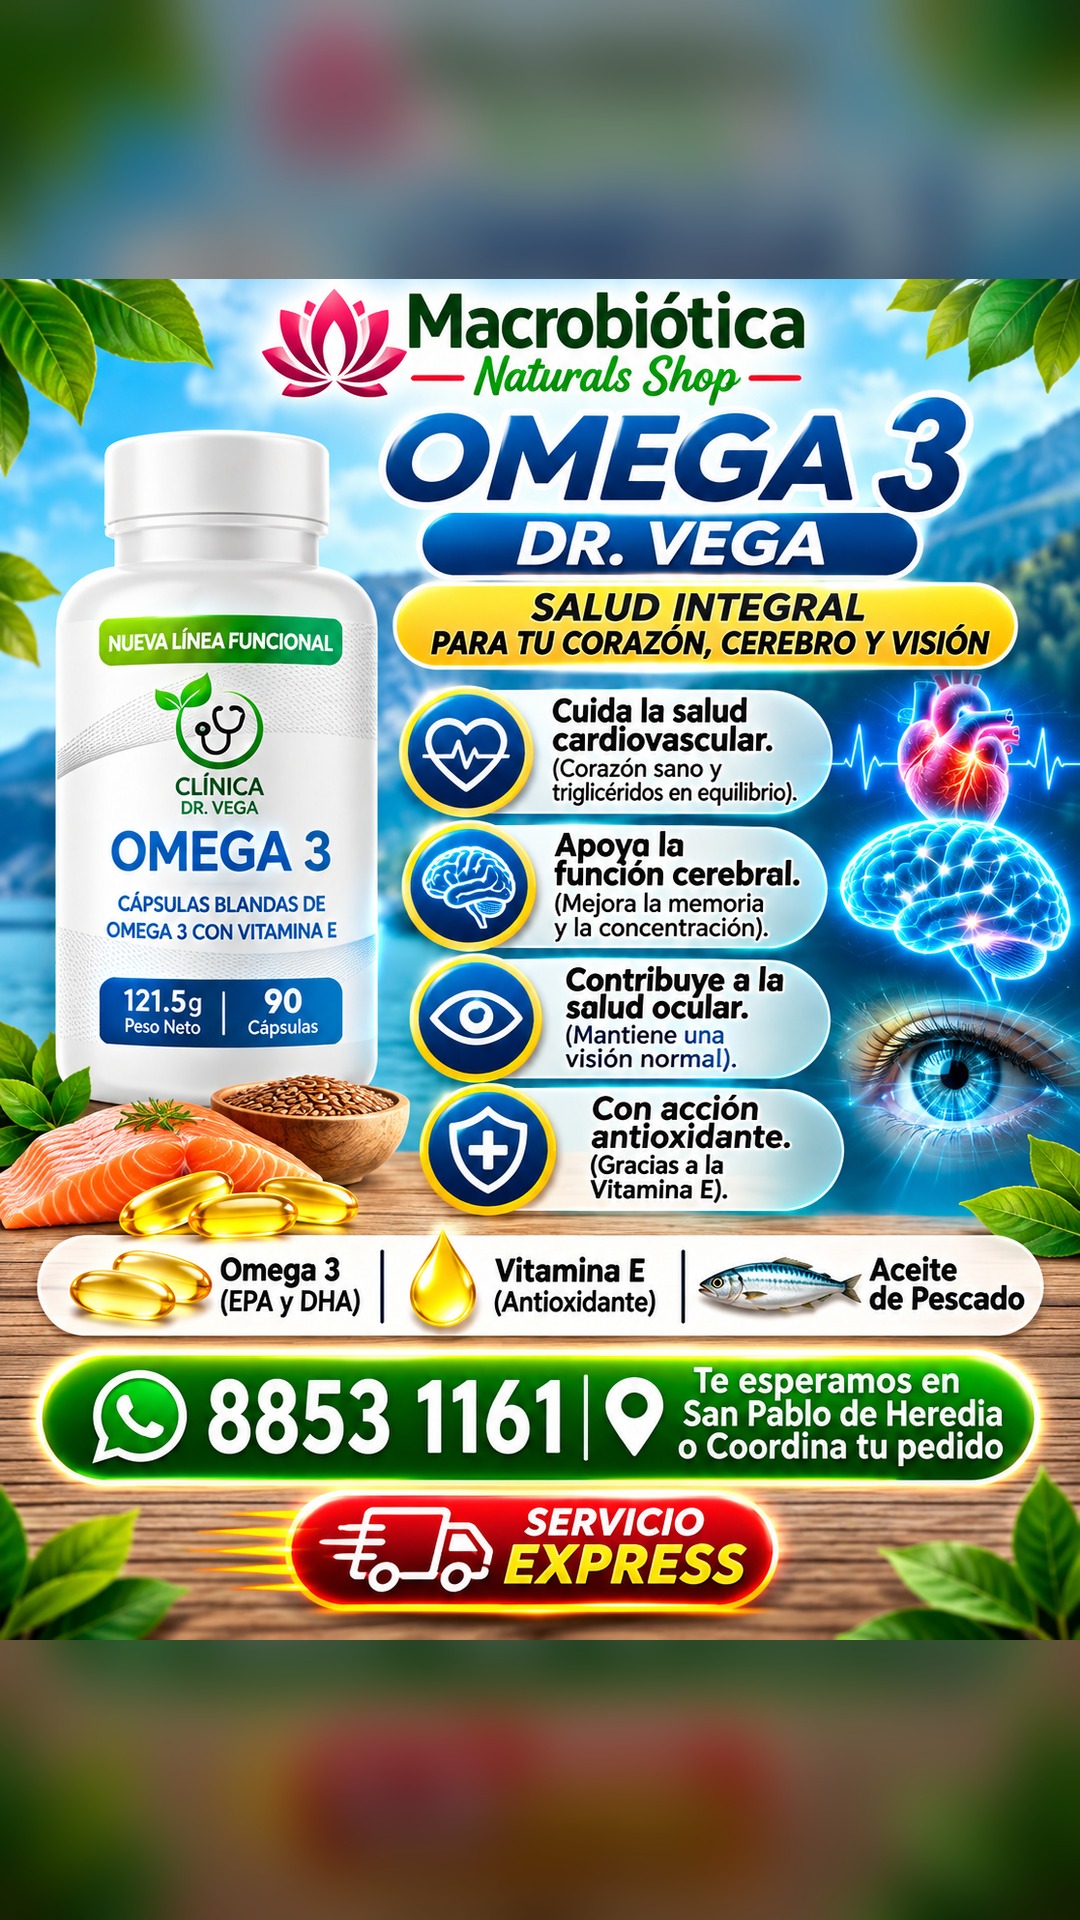 Macrobiótica
Naturals Shop
OMEGA 3
DR. VEGA
SALUD INTEGRAL
PARA TU CORAZÓN, CEREBRO Y VISIÓN
NUEVA LÍNEA FUNCIONAL
CLÍNICA
DR. VEGA
OMEGA 3
CÁPSULAS BLANDAS DE
OMEGA 3 CON VITAMINA E
121.5g | 90
Peso Neto Cápsulas
Cuida la salud
cardiovascular.
(Corazón sano y
triglicéridos en equilibrio).
Apoya la
función cerebral.
(Mejora la memoria
y la concentración).
Contribuye a la
salud ocular.
(Mantiene una
visión normal).
Con acción
antioxidante.
(Gracias a la
Vitamina E).
Omega 3
(EPA y DHA)
Vitamina E
(Antioxidante)
Aceite
de Pescado
8853 1161
Te esperamos en
San Pablo de Heredia
o Coordina tu pedido
SERVICIO
EXPRESS